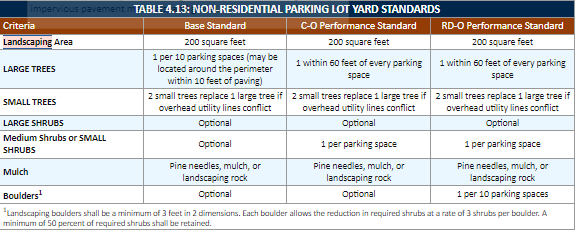 impervious pavement m
TABLE 4.13: NON-RESIDENTIAL PARKING LOT YARD STANDARDS
Criteria
Base Standard
C-O Performance Standard
RD-O Performance Standard
Landscaping Area
200 square feet
200 square feet
200 square feet
LARGE TREES
1 per 10 parking spaces (may be
located around the perimeter
within 10 feet of paving)
1 within 60 feet of every parking
space
1 within 60 feet of every parking
space
SMALL TREES
2 small trees replace 1 large tree if
overhead utility lines conflict
2 small trees replace 1 large tree if
overhead utility lines conflict
2 small trees replace 1 large tree if
overhead utility lines conflict
LARGE SHRUBS
Optional
Optional
Optional
Medium Shrubs or SMALL
SHRUBS
Optional
1 per parking space
1 per parking space
Mulch
Pine needles, mulch, or
landscaping rock
Pine needles, mulch, or
landscaping rock
Pine needles, mulch, or
landscaping rock
Boulders1
Optional
Optional
1 per 10 parking spaces
1Landscaping boulders shall be a minimum of 3 feet in 2 dimensions. Each boulder allows the reduction in required shrubs at a rate of 3 shrubs per boulder. A
minimum of 50 percent of required shrubs shall be retained.